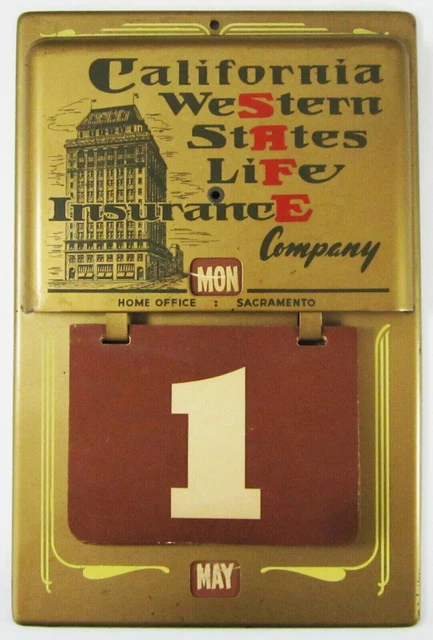 California
WeStern
StAtes
LiFe
InsurancE
Company
MON
HOME OFFICE : SACRAMENTO
1
MAY